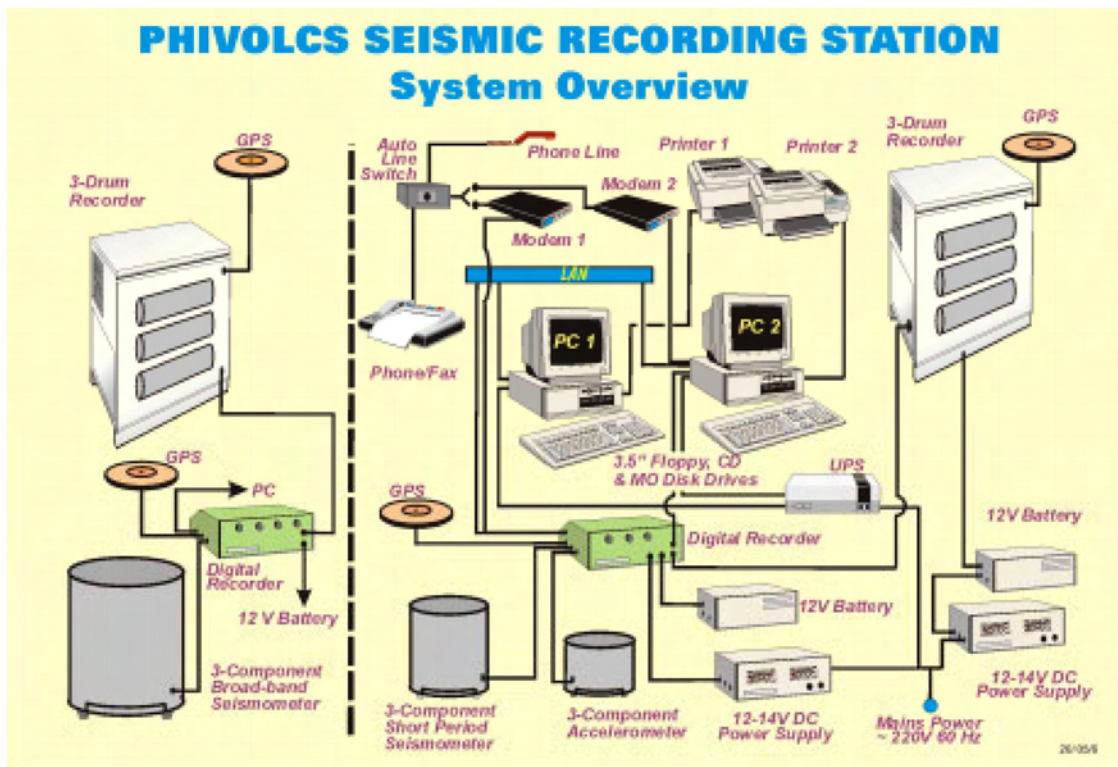 PHIVOLCS SEISMIC RECORDING STATION
System Overview
GPS
3-Drum
Recorder
GPS
PC
Digital
Recorder
12 V Battery
3-Component
Broad-band
Seismometer
Auto
Line
Switch
Phone Line
Printer 1
Printer 2
Modem 2
Modem 1
LAN
PC 1
PC 2
Phone/Fax
3.5" Floppy, CD
& MO Disk Drives
UPS
GPS
Digital Recorder
12V Battery
3-Component
Short Period
Seismometer
3-Component
Accelerometer
12-14V DC
Power Supply
3-Drum
Recorder
GPS
12V Battery
12-14V DC
Power Supply
Mains Power
~ 220V 60 Hz